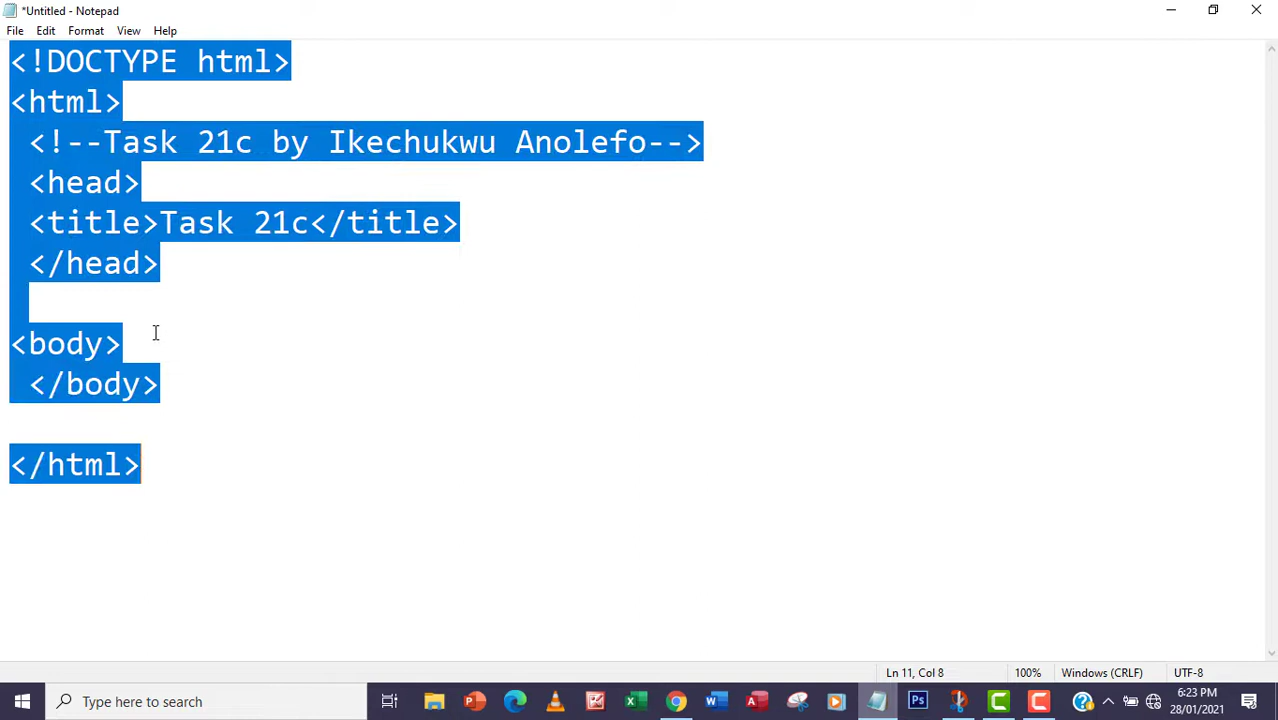 *Untitled - Notepad
File Edit Format View Help
<!DOCTYPE html>
<html>
<!--Task 21c by Ikechukwu Anolefo-->
<head>
<title>Task 21c</title>
</head>
<body>
</body>
</html>
Ln 11, Col 8 100% Windows (CRLF) UTF-8
Type here to search
6:23 PM
28/01/2021